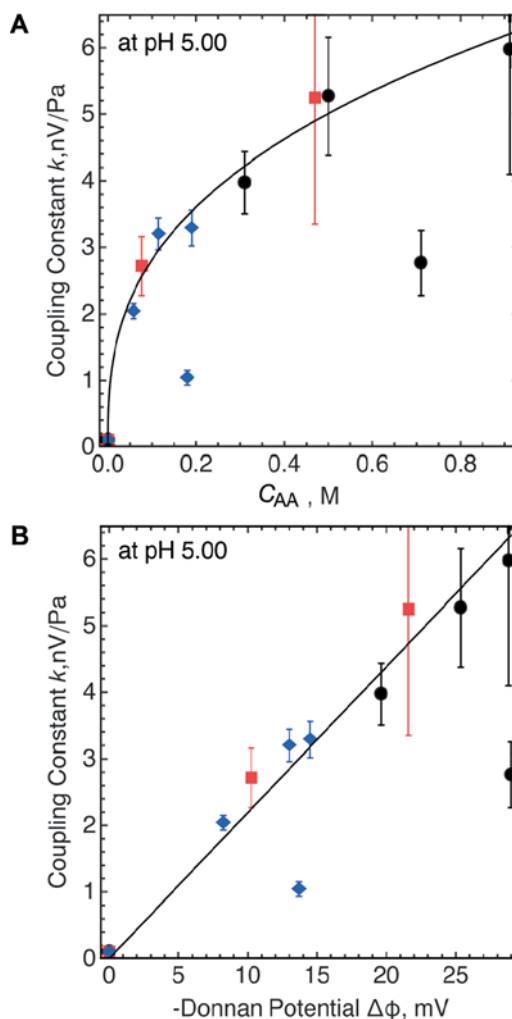 A
at pH 5.00
Coupling Constant k,nV/Pa
6
5
4
3
2
1
0
0.0 0.2 0.4 0.6 0.8
CAA , M
B
at pH 5.00
Coupling Constant k,nV/Pa
6
5
4
3
2
1
0
0 5 10 15 20 25
-Donnan Potential Δϕ, mV